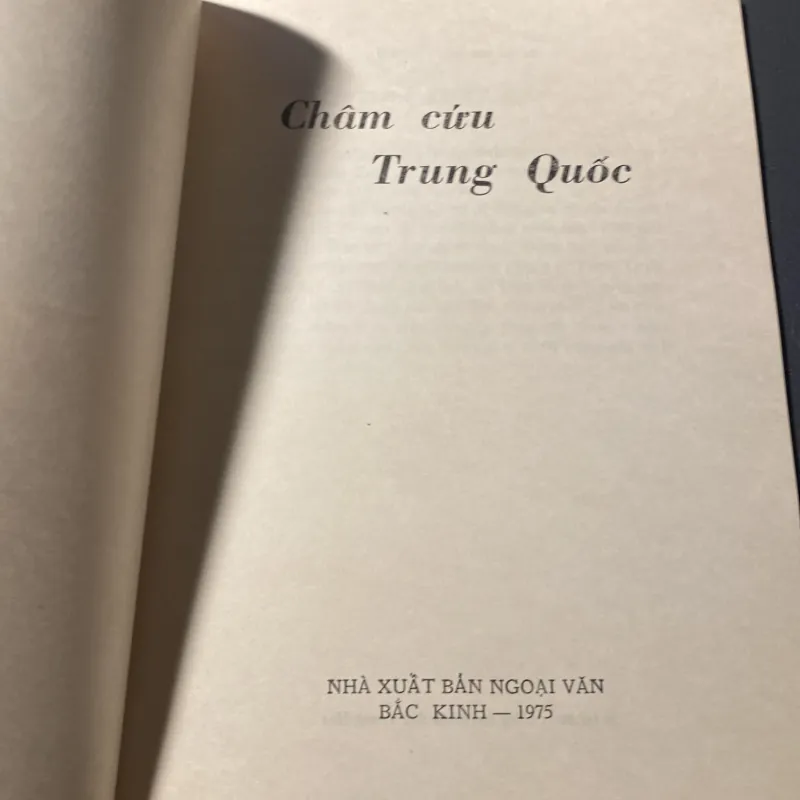 Châm cứu
Trung Quốc
NHÀ XUẤT BẢN NGOẠI VĂN
BẮC KINH — 1975